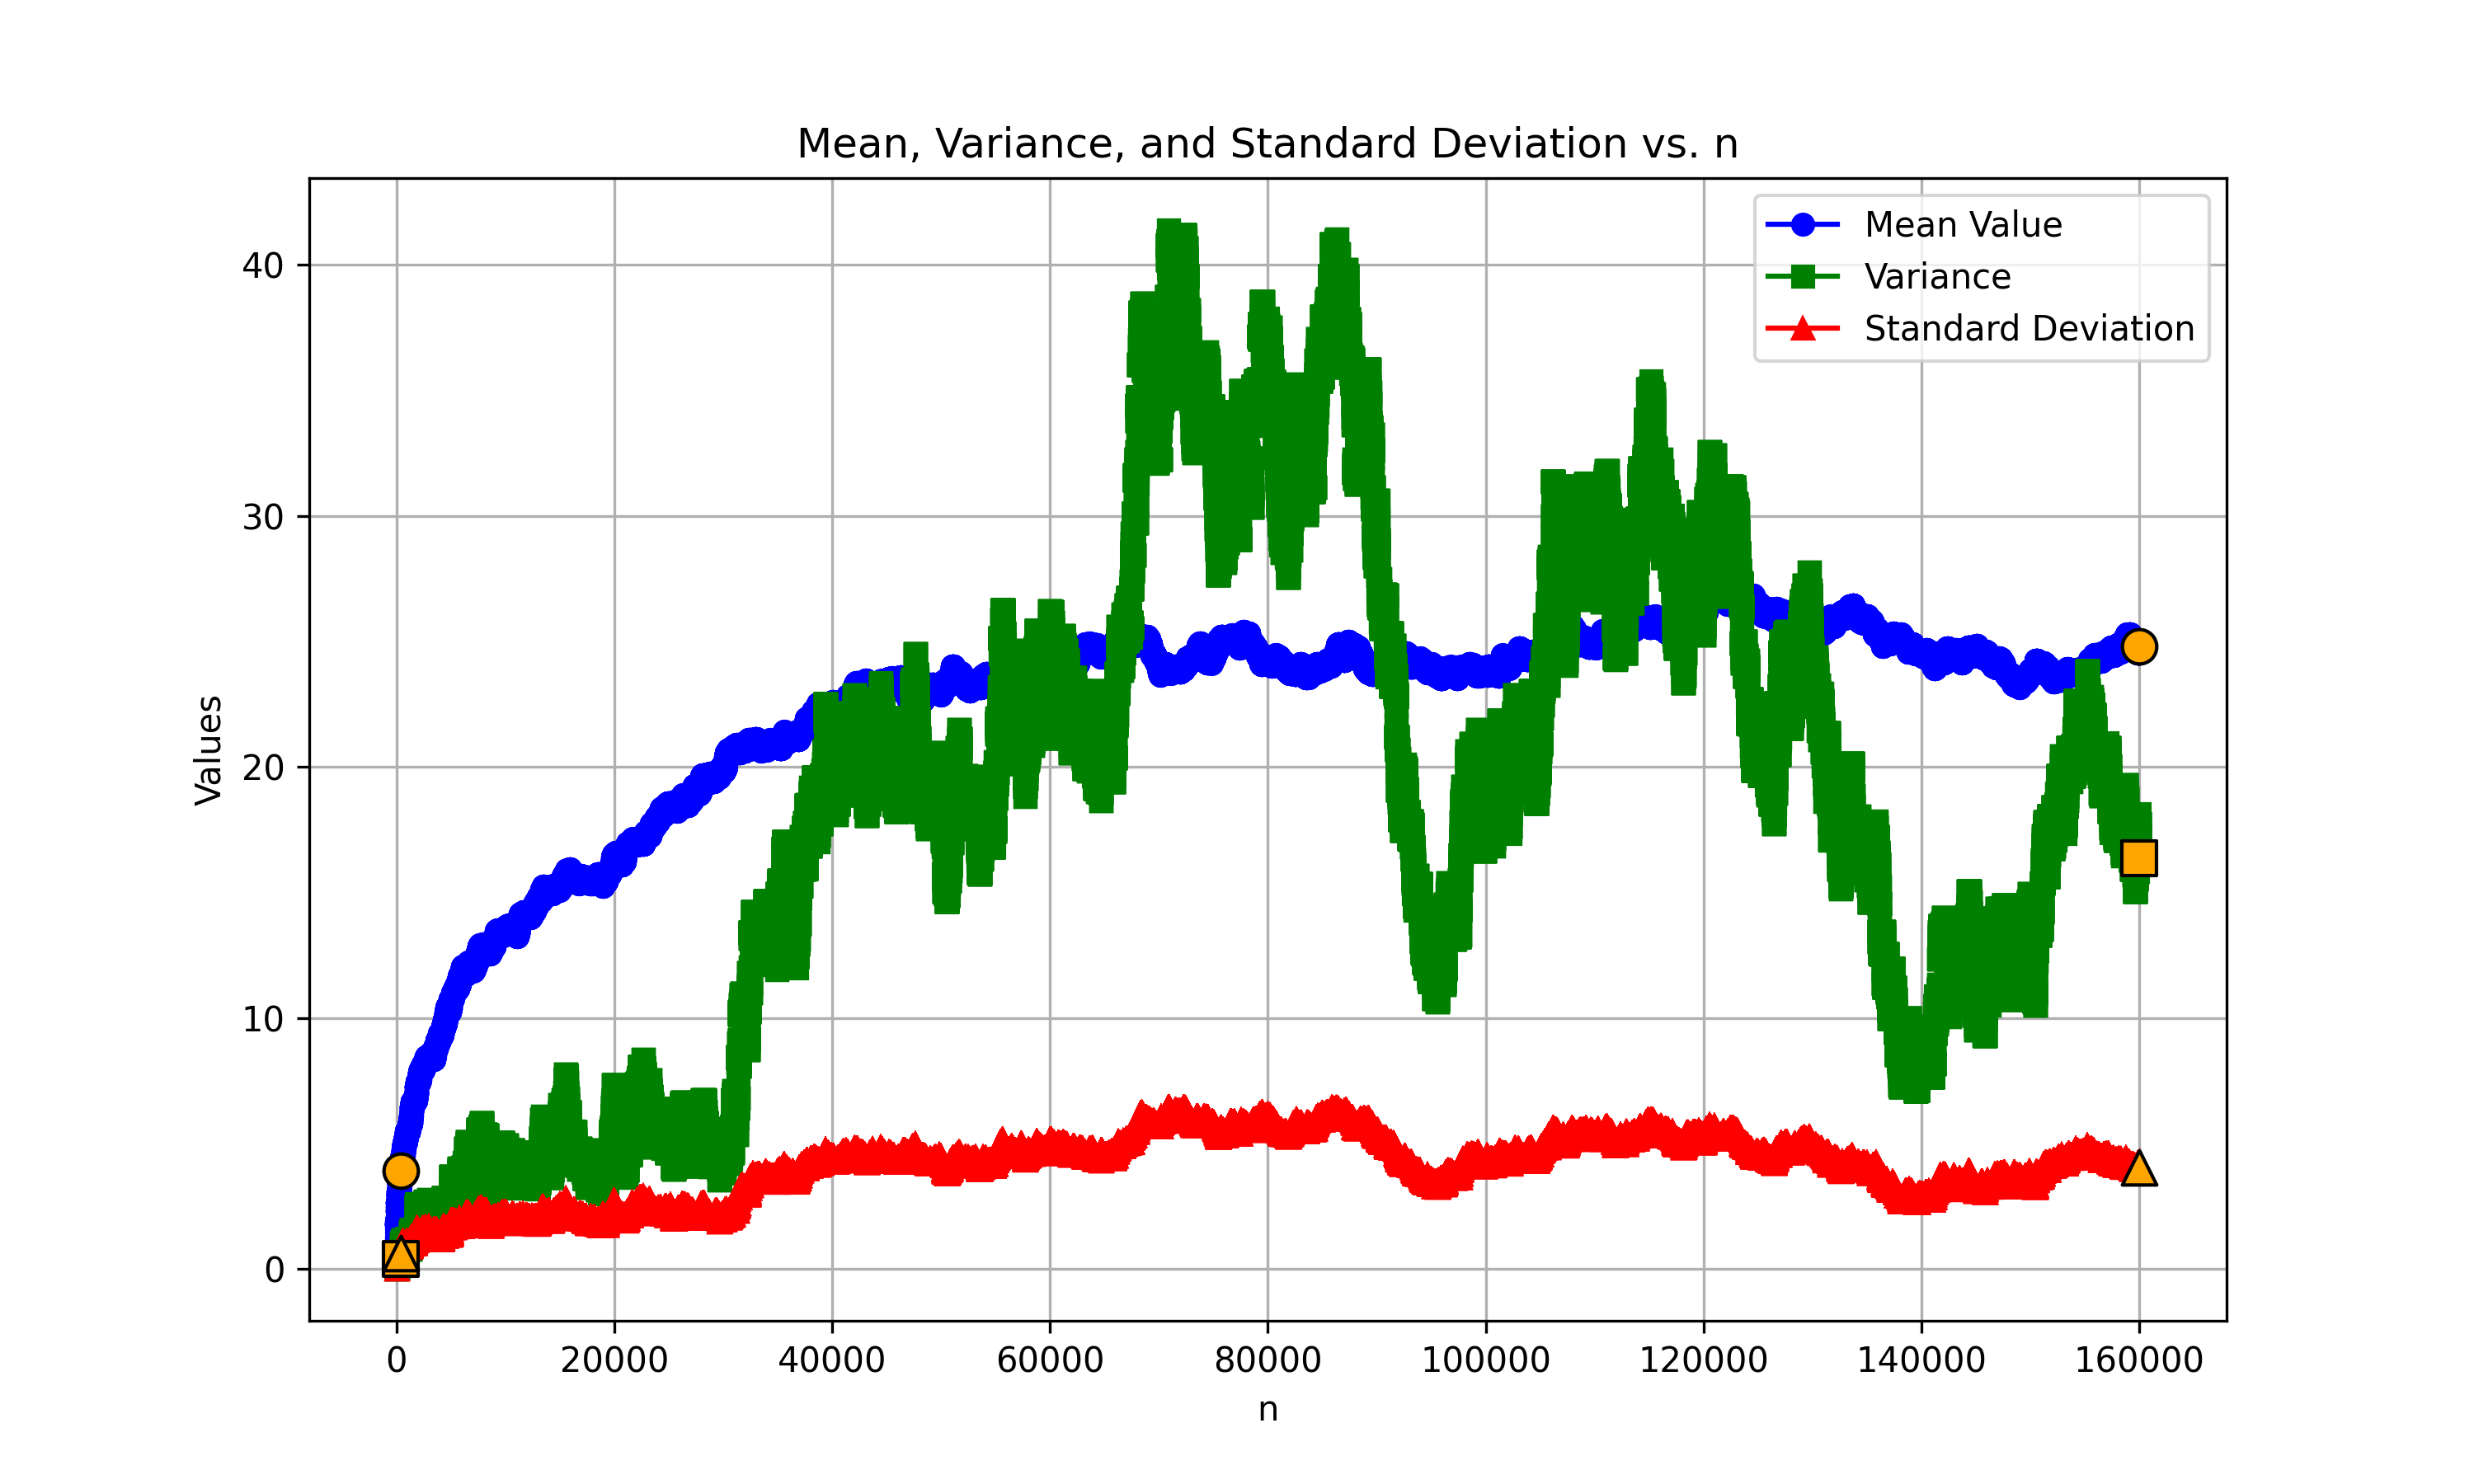 Mean, Variance, and Standard Deviation vs. n
Mean Value
Variance
Standard Deviation
40
30
20
10
0
Values
0 20000 40000 60000 80000 100000 120000 140000 160000
n